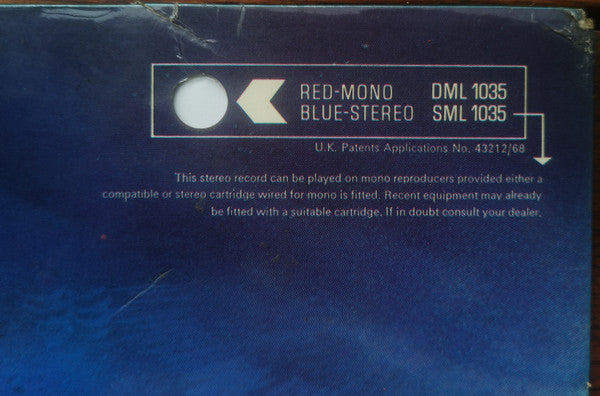 RED-MONO DML 1035
BLUE-STEREO SML 1035
U.K. Patents Applications No. 43212/68
This stereo record can be played on mono reproducers provided either a
compatible or stereo cartridge wired for mono is fitted. Recent equipment may already
be fitted with a suitable cartridge. If in doubt consult your dealer.